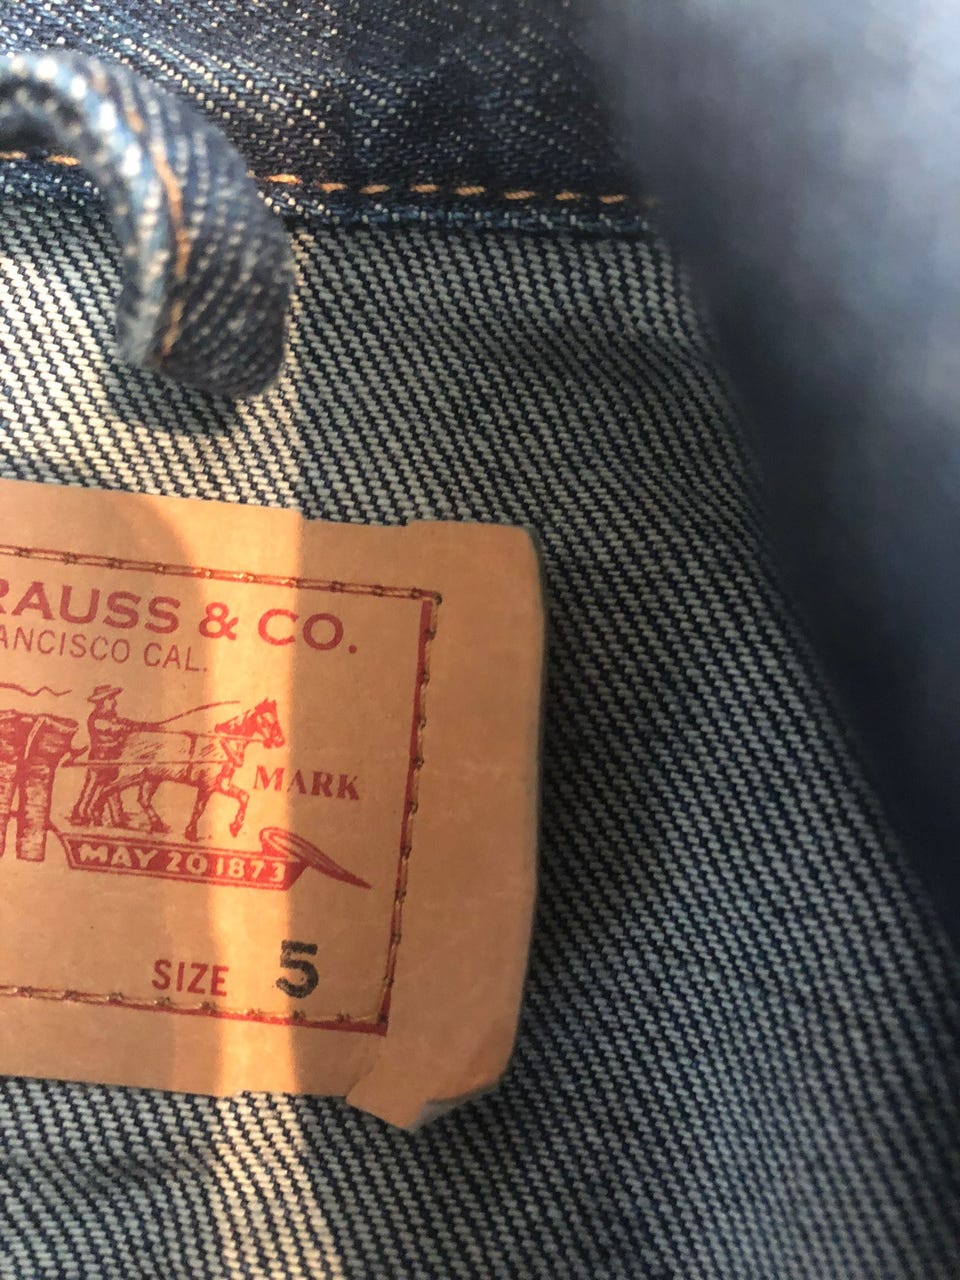 RAUSS & CO.
ANCISCO CAL.
MARK
MAY 20 1873
SIZE 5